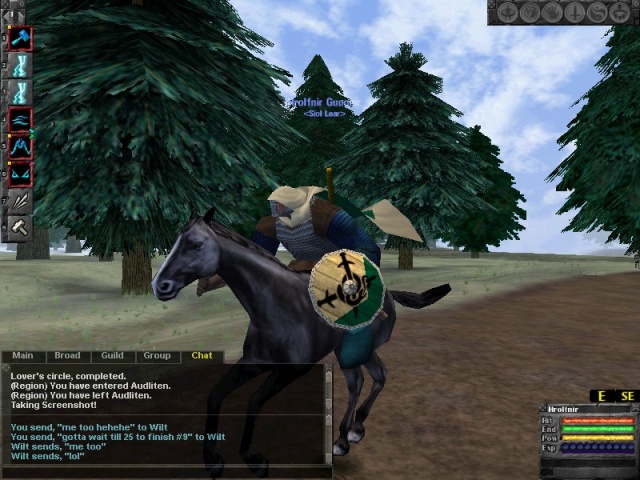 Hrolfnir
<Siol Lear>
Main Broad Guild Group Chat
Lover's circle, completed.
(Region) You have entered Audliten.
(Region) You have left Audliten.
Taking Screenshot!
You send, "me too hehehe" to Wilt
You send, "gotta wait till 25 to finish #9" to Wilt
Wilt sends, "me too"
Wilt sends, "lol"
E SE
Hrolfnir
Hit
End
Pow
Exp